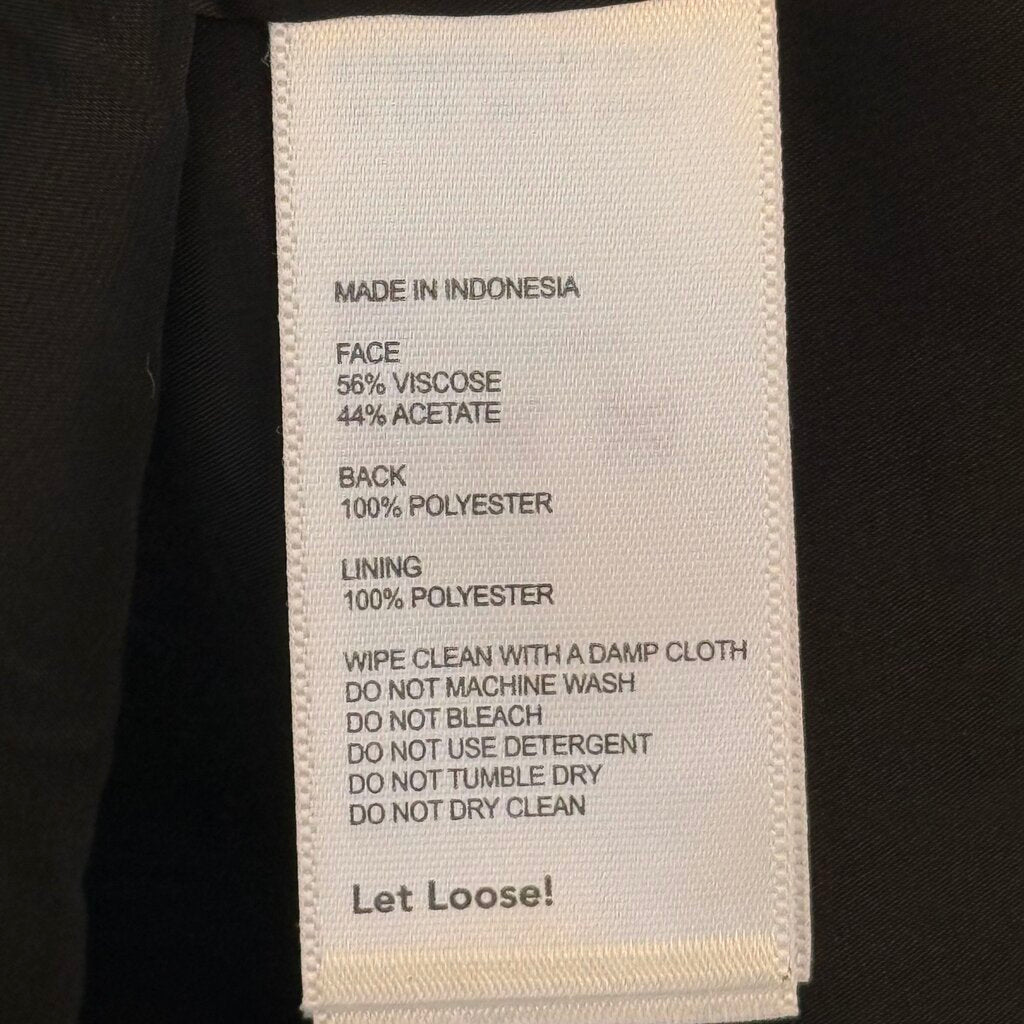 MADE IN INDONESIA
FACE
56% VISCOSE
44% ACETATE
BACK
100% POLYESTER
LINING
100% POLYESTER
WIPE CLEAN WITH A DAMP CLOTH
DO NOT MACHINE WASH
DO NOT BLEACH
DO NOT USE DETERGENT
DO NOT TUMBLE DRY
DO NOT DRY CLEAN
Let Loose!